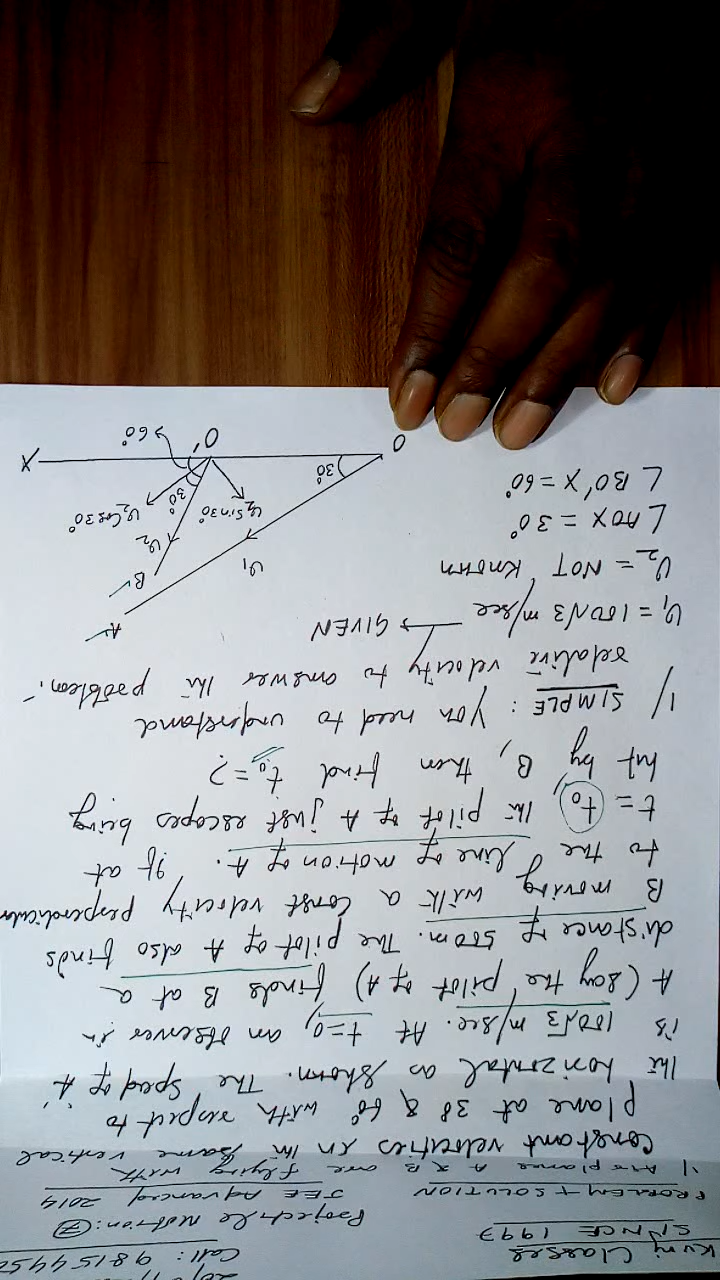 Kunj Classes
SINCE 1997
Call: 98154450
PROBLEM + SOLUTION
Projectile Motion: 7
JEE Advanced 2014
1) Air plane A & B are flying with
constant velocities in the same vertical
plane at 30 & 60° with respect to
the horizontal as shown. The speed of A
is 100√3 m/sec. At t=0, an observer in
A (say the pilot of A) finds B at a
distance of 500m. The pilot of A also finds
B moving with a const velocity perpendicular
to the line of motion of A. If at
t = t₀, the pilot of A just escapes being
hit by B, then find t₀ = ?
1/ SIMPLE: You need to understand
relative velocity to answer the problem.
V₁ = 100√3 m/sec → GIVEN
V₂ = NOT known
∠AOX = 30°
∠BO'X = 60°
A
B
V₁
V₂
V₂ sin30°
V₂ cos30°
30°
30°
60°
O
O'
X